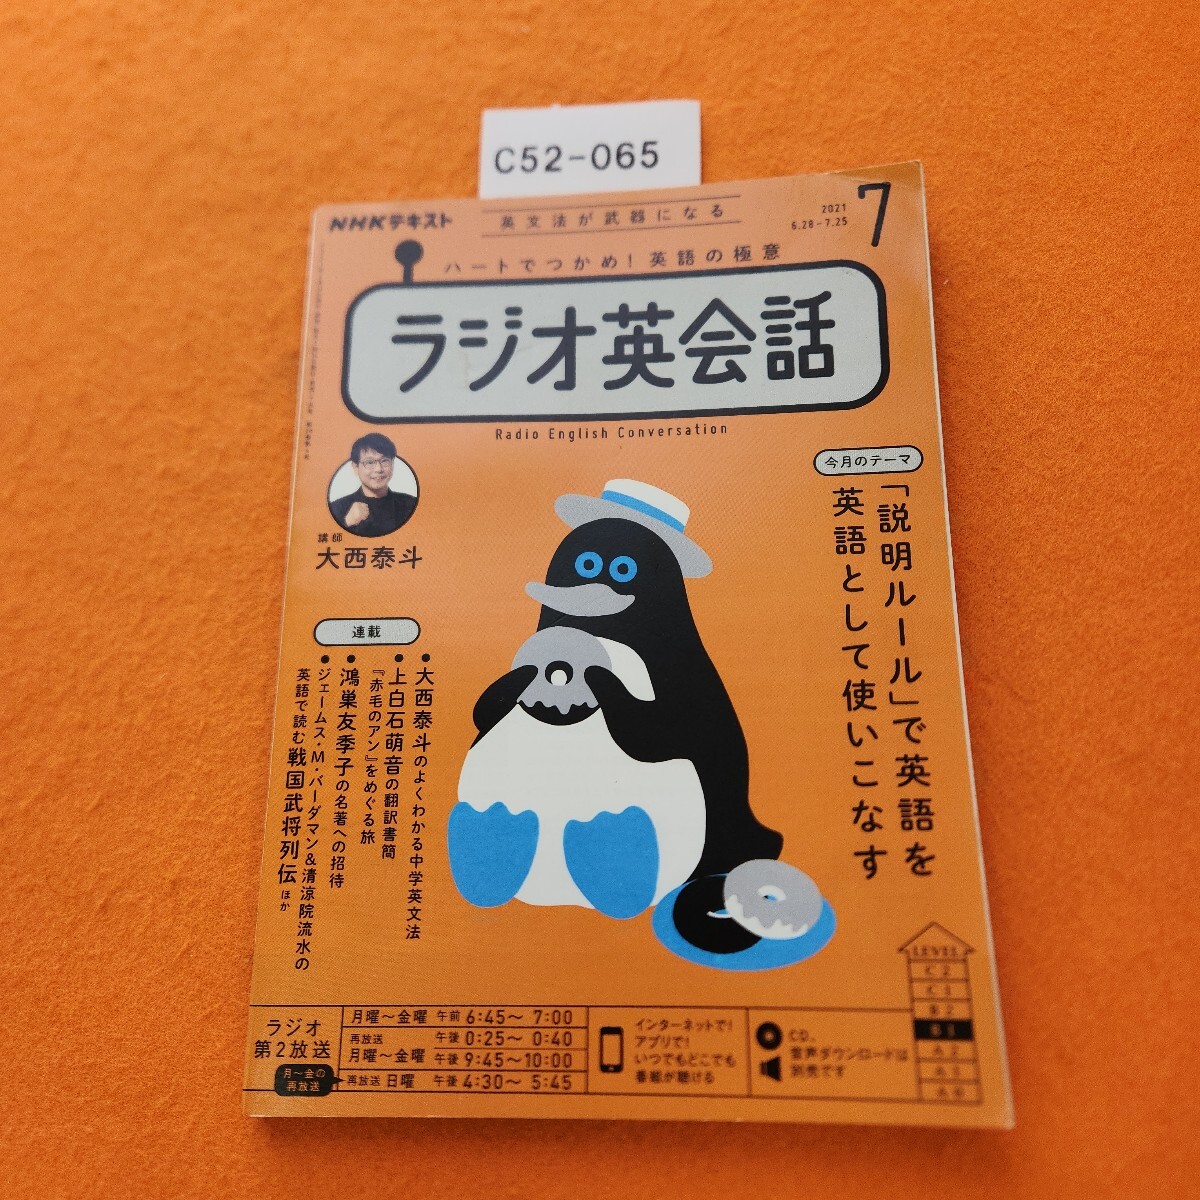 C52-065
NHKテキスト
英文法が武器になる
2021
6.28-7.25
7
ハートでつかめ!英語の極意
ラジオ英会話
Radio English Conversation
今月のテーマ
「説明ルール」で英語を
英語として使いこなす
講師
大西泰斗
連載
●大西泰斗のよくわかる中学英文法
●上白石萌音の翻訳書簡
『赤毛のアン』をめぐる旅
●鴻巣友季子の名著への招待
●ジェームス・M・バーダマン&清涼院流水の
英語で読む戦国武将列伝 ほか
LEVEL
C2
C1
B2
B1
A2
A1
A0
ラジオ
第2放送
月~金の
再放送
月曜~金曜 午前 6:45~ 7:00
再放送 午後 0:25~ 0:40
月曜~金曜 午後 9:45~10:00
再放送 日曜 午後 4:30~ 5:45
インターネットで!
アプリで!
いつでもどこでも
番組が聴ける
CD、
音声ダウンロードは
別売です